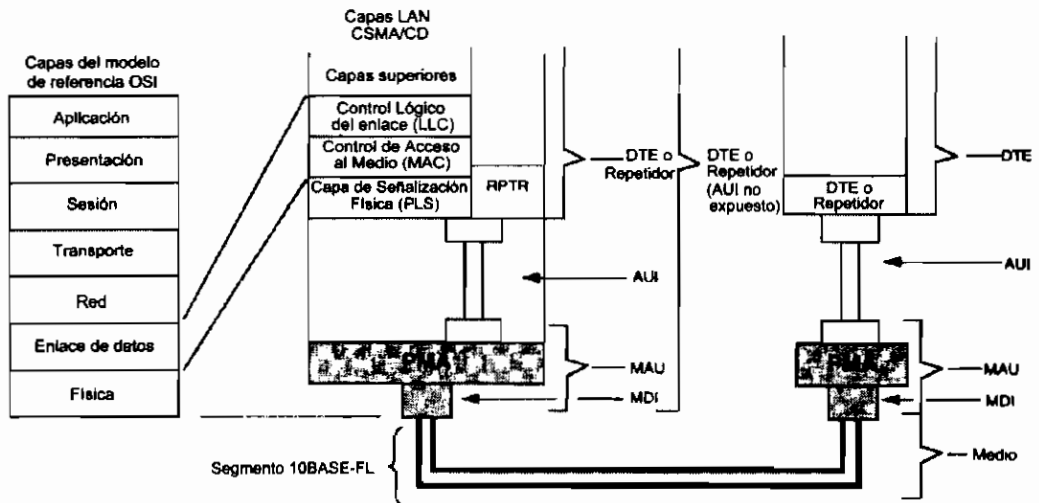 Capas LAN
CSMA/CD
Capas del modelo
de referencia OSI
Aplicación
Presentación
Sesión
Transporte
Red
Enlace de datos
Física
Capas superiores
Control Lógico
del enlace (LLC)
Control de Acceso
al Medio (MAC)
Capa de Señalización
Física (PLS)
RPTR
DTE o
Repetidor
DTE o
Repetidor
(AUI no
expuesto)
DTE o
Repetidor
DTE
AUI
AUI
PMA
MAU
MDI
PMA
MAU
MDI
Medio
Segmento 10BASE-FL